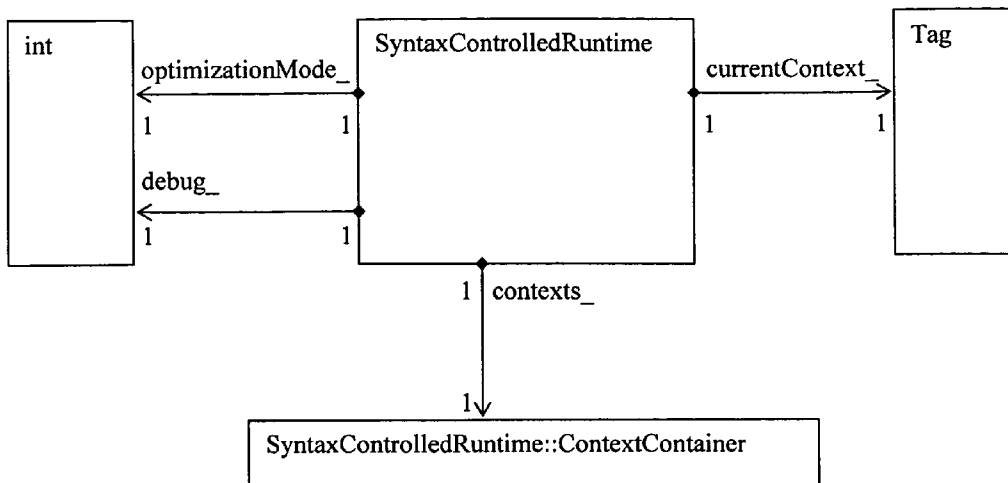 int
SyntaxControlledRuntime
Tag
optimizationMode_
currentContext_
1
1
1
1
debug_
1
1
1
contexts_
1
SyntaxControlledRuntime::ContextContainer